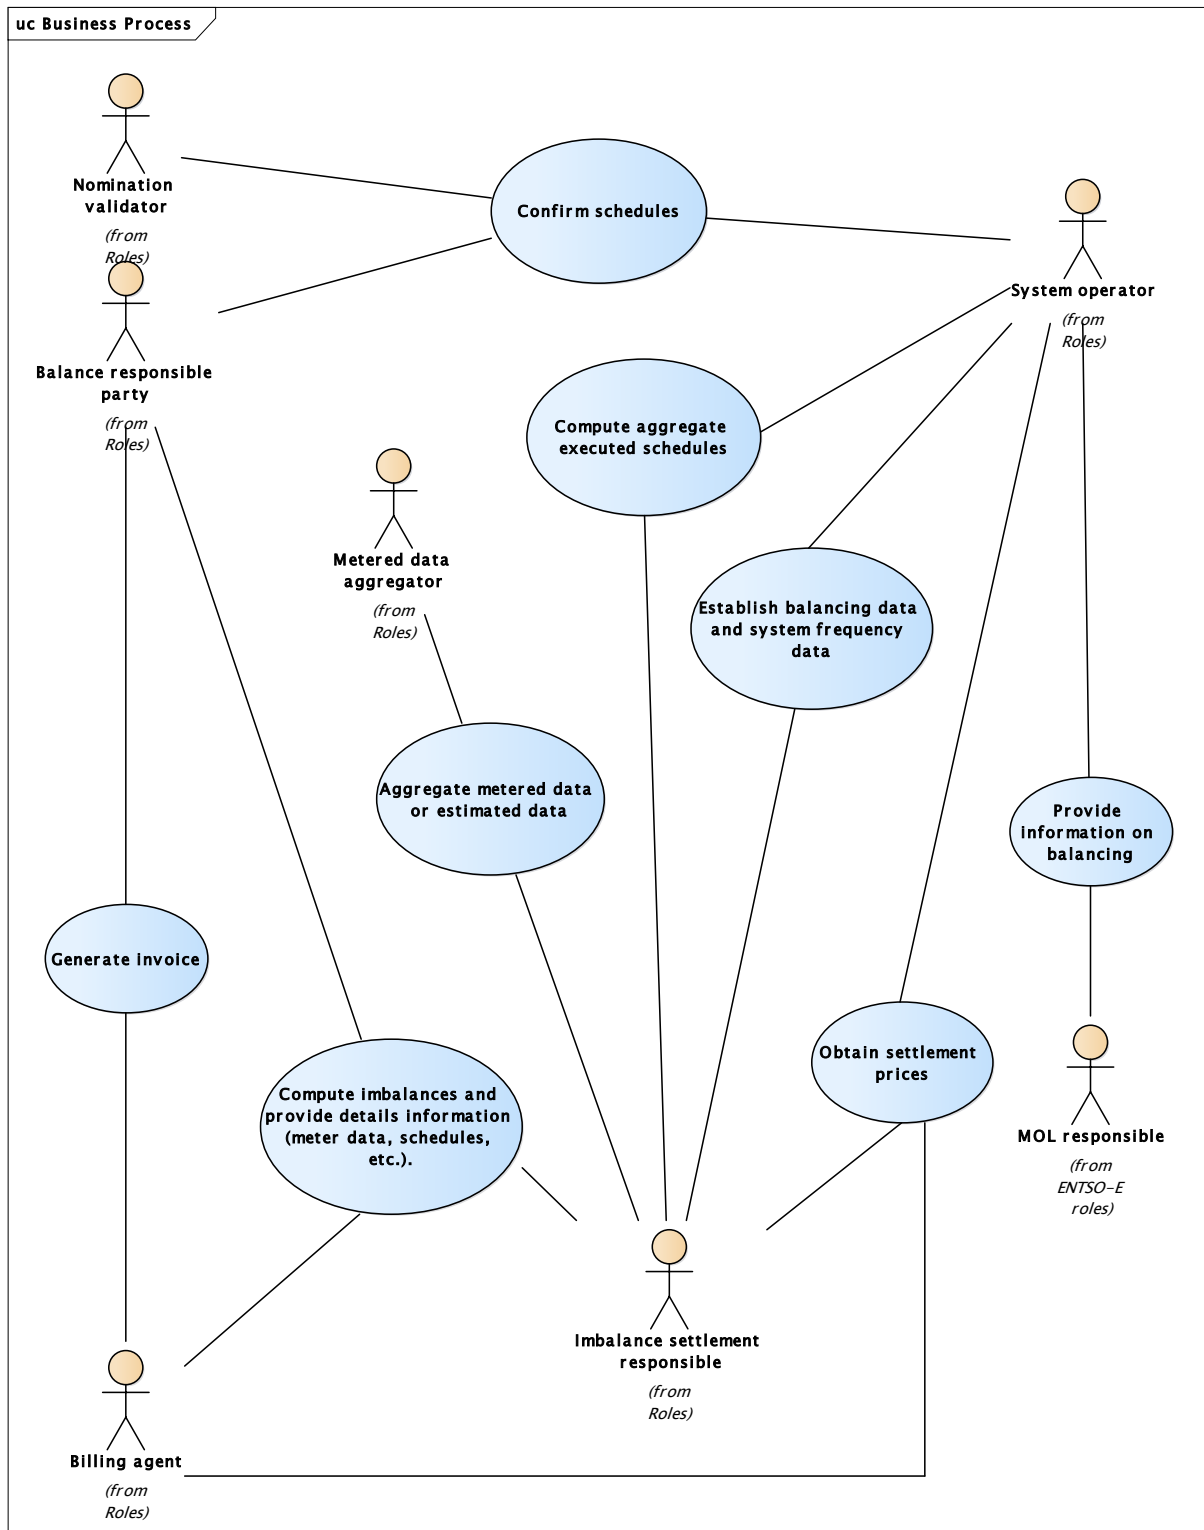 uc Business Process
Nomination
validator
(from
Roles)
Confirm schedules
System operator
(from
Roles)
Balance responsible
party
(from
Roles)
Compute aggregate
executed schedules
Metered data
aggregator
(from
Roles)
Establish balancing data
and system frequency
data
Aggregate metered data
or estimated data
Provide
information on
balancing
Generate invoice
Obtain settlement
prices
Compute imbalances and
provide details information
(meter data, schedules,
etc.).
MOL responsible
(from
ENTSO-E
roles)
Imbalance settlement
responsible
(from
Roles)
Billing agent
(from
Roles)